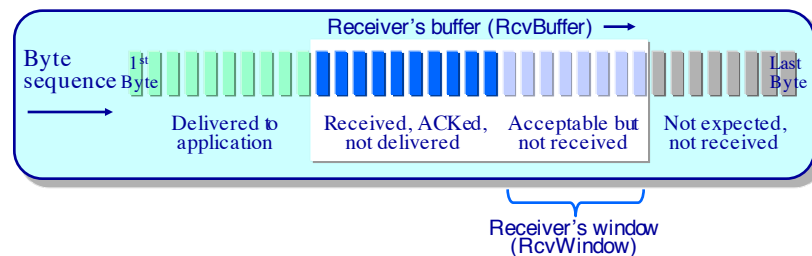 Receiver's buffer (RcvBuffer)
Byte
sequence
1st
Byte
Last
Byte
Delivered to
application
Received, ACKed,
not delivered
Acceptable but
not received
Not expected,
not received
Receiver's window
(RcvWindow)